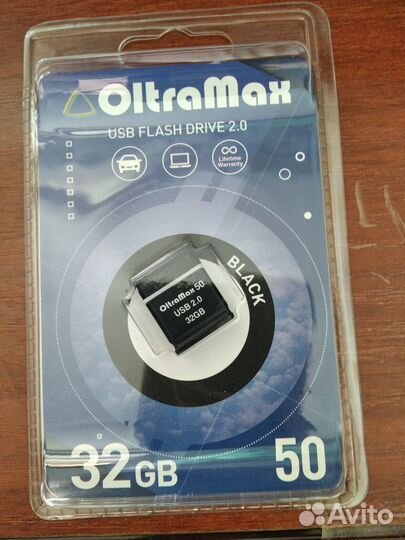 OltraMax
USB FLASH DRIVE 2.0
Lifetime
Warranty
BLACK
OltraMax 50
USB 2.0
32GB
32GB
50
Avito